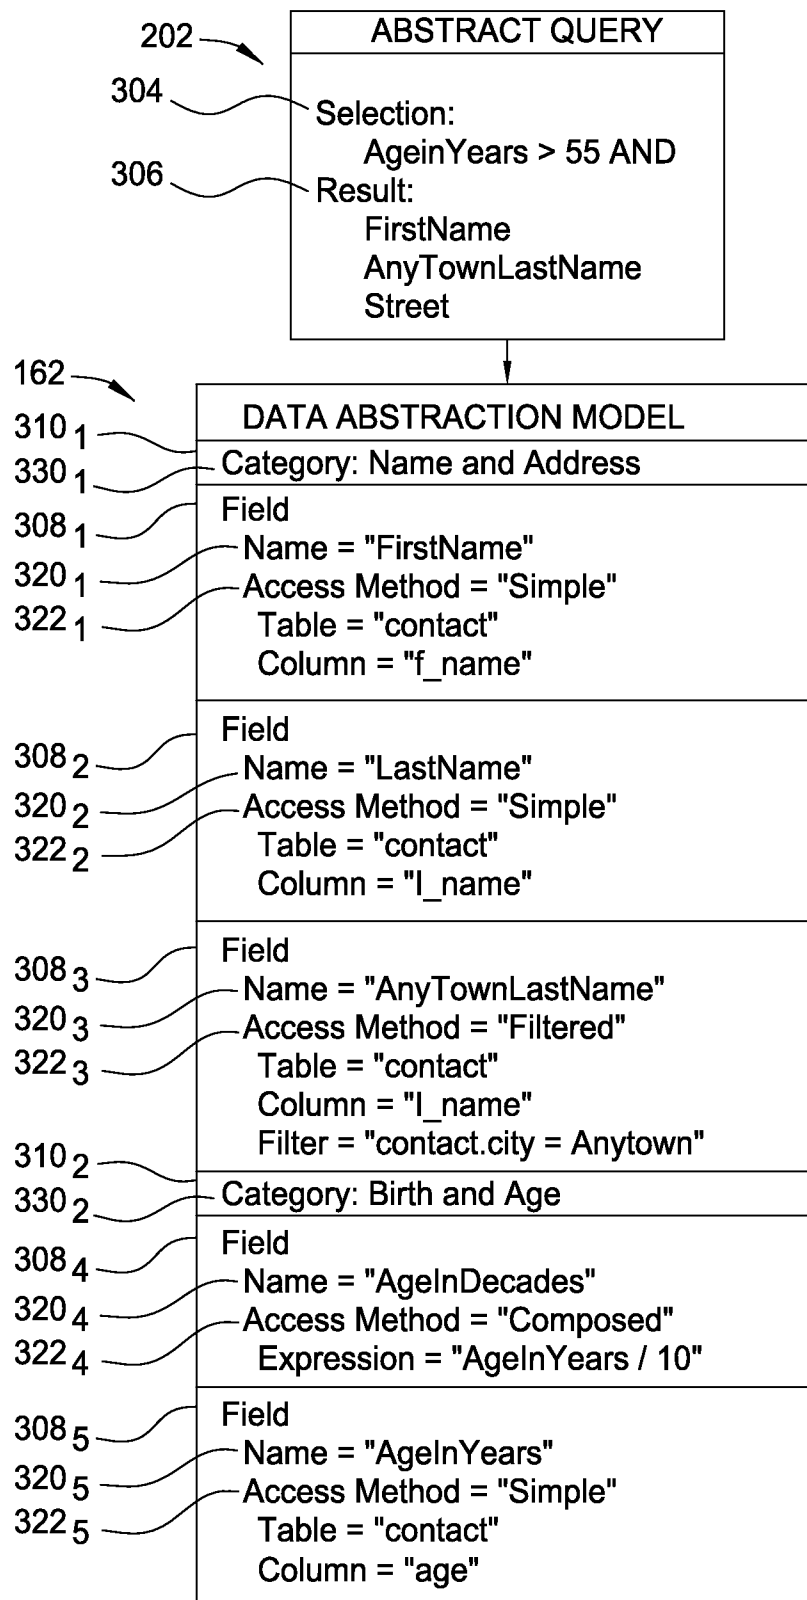 202
ABSTRACT QUERY
304
Selection:
AgeinYears > 55 AND
306
Result:
FirstName
AnyTownLastName
Street
162
DATA ABSTRACTION MODEL
310 1
330 1
Category: Name and Address
308 1
Field
320 1
Name = "FirstName"
322 1
Access Method = "Simple"
Table = "contact"
Column = "f_name"
308 2
Field
320 2
Name = "LastName"
322 2
Access Method = "Simple"
Table = "contact"
Column = "l_name"
308 3
Field
320 3
Name = "AnyTownLastName"
322 3
Access Method = "Filtered"
Table = "contact"
Column = "l_name"
Filter = "contact.city = Anytown"
310 2
330 2
Category: Birth and Age
308 4
Field
320 4
Name = "AgeInDecades"
322 4
Access Method = "Composed"
Expression = "AgeInYears / 10"
308 5
Field
320 5
Name = "AgeInYears"
322 5
Access Method = "Simple"
Table = "contact"
Column = "age"